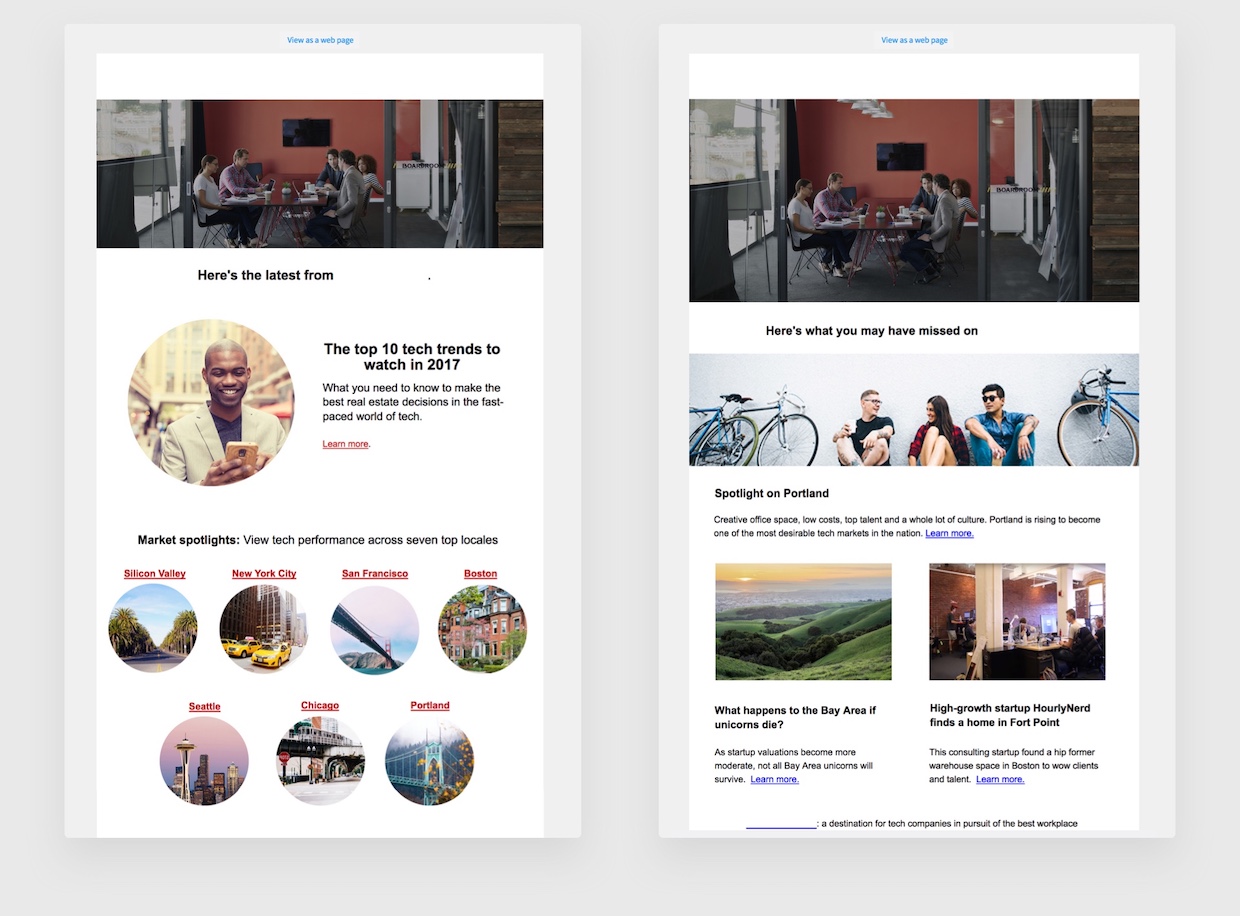 View as a web page
BOARDROOM
Here's the latest from .
The top 10 tech trends to
watch in 2017
What you need to know to make the
best real estate decisions in the fast-
paced world of tech.
Learn more.
Market spotlights: View tech performance across seven top locales
Silicon Valley New York City San Francisco Boston
Seattle Chicago Portland
View as a web page
BOARDROOM
Here's what you may have missed on
Spotlight on Portland
Creative office space, low costs, top talent and a whole lot of culture. Portland is rising to become
one of the most desirable tech markets in the nation. Learn more.
What happens to the Bay Area if
unicorns die?
As startup valuations become more
moderate, not all Bay Area unicorns will
survive. Learn more.
High-growth startup HourlyNerd
finds a home in Fort Point
This consulting startup found a hip former
warehouse space in Boston to wow clients
and talent. Learn more.
: a destination for tech companies in pursuit of the best workplace